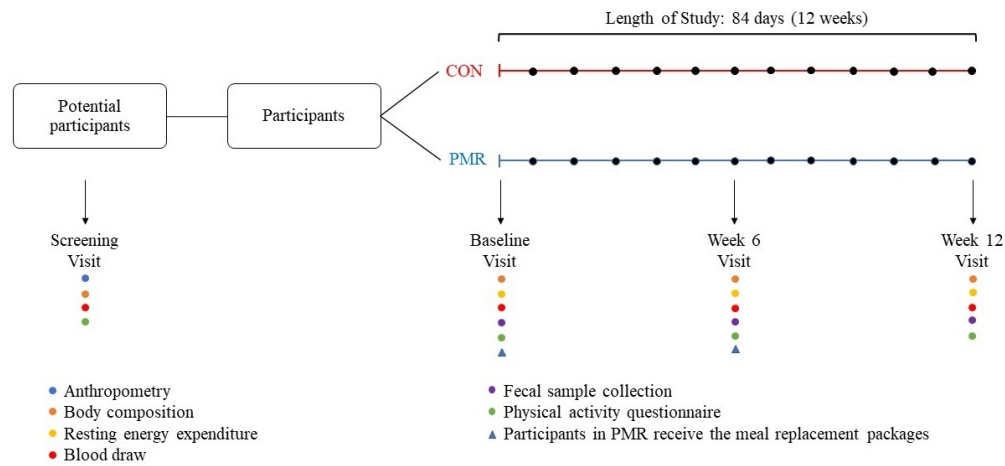 Length of Study: 84 days (12 weeks)
CON
Potential
participants
Participants
PMR
Screening
Visit
Baseline
Visit
Week 6
Visit
Week 12
Visit
Anthropometry
Body composition
Resting energy expenditure
Blood draw
Fecal sample collection
Physical activity questionnaire
Participants in PMR receive the meal replacement packages